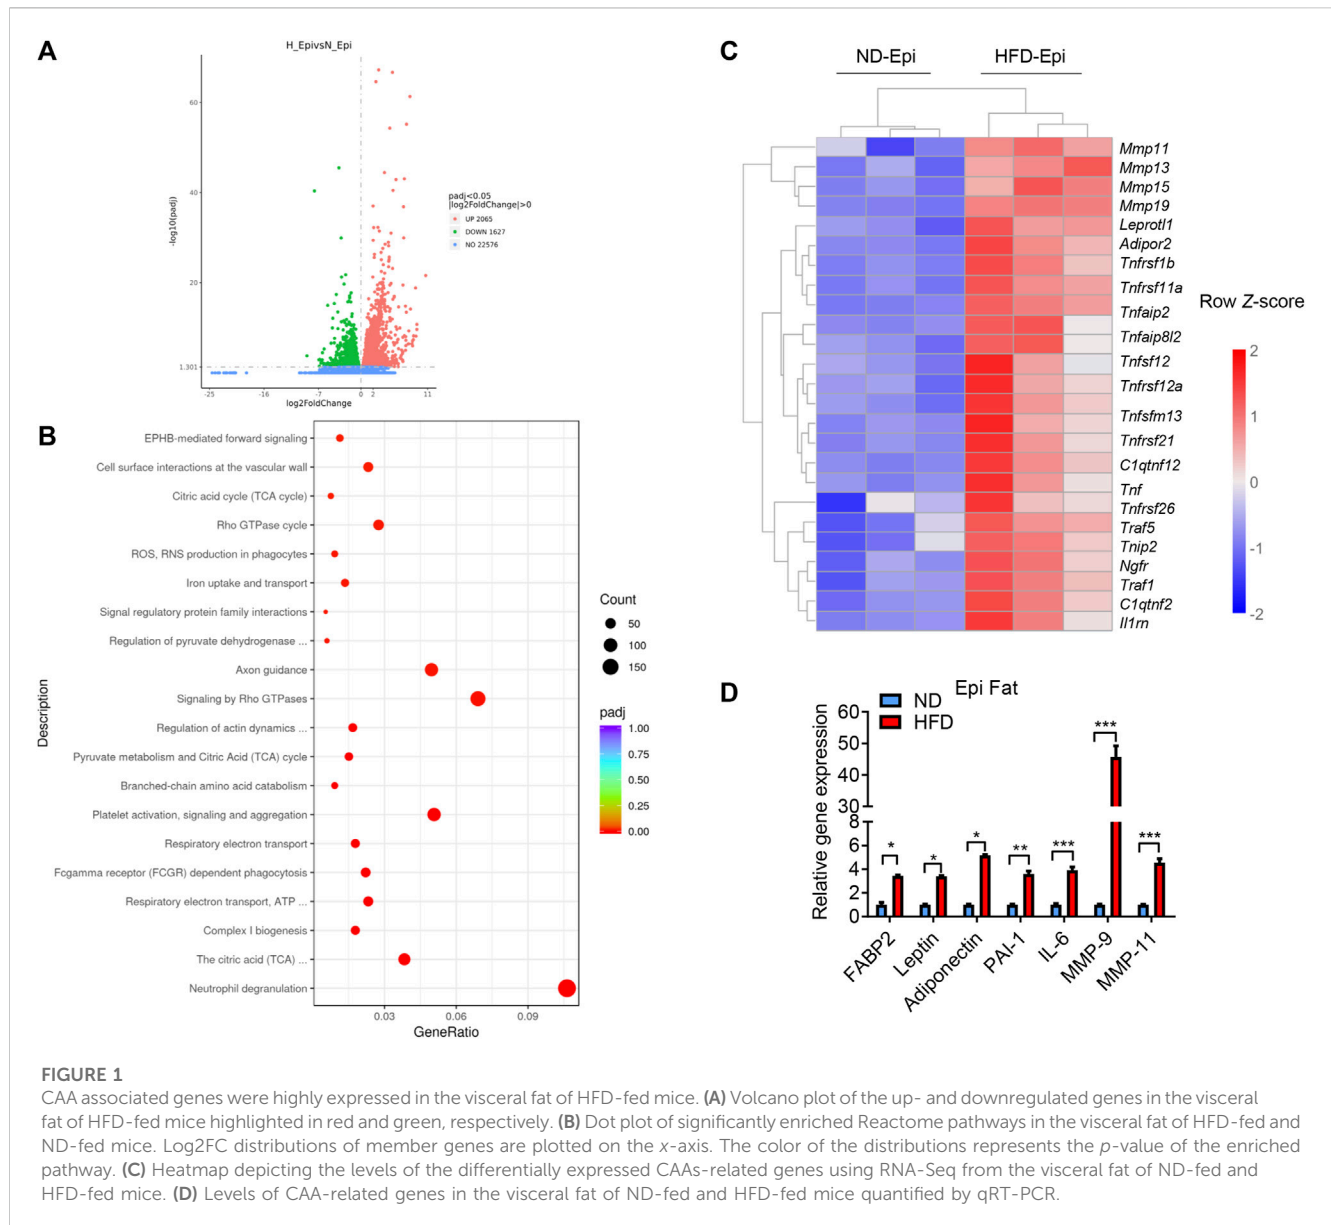 A
H_EpivsN_Epi
60
40
20
1.301
-log10(padj)
-25
-16
-7
0
2
11
log2FoldChange
padj<0.05
|log2FoldChange|>0
UP 2065
DOWN 1627
NO 22576
B
EPHB-mediated forward signaling
Cell surface interactions at the vascular wall
Citric acid cycle (TCA cycle)
Rho GTPase cycle
ROS, RNS production in phagocytes
Iron uptake and transport
Signal regulatory protein family interactions
Regulation of pyruvate dehydrogenase ...
Axon guidance
Signaling by Rho GTPases
Regulation of actin dynamics ...
Pyruvate metabolism and Citric Acid (TCA) cycle
Branched-chain amino acid catabolism
Platelet activation, signaling and aggregation
Respiratory electron transport
Fcgamma receptor (FCGR) dependent phagocytosis
Respiratory electron transport, ATP ...
Complex I biogenesis
The citric acid (TCA) ...
Neutrophil degranulation
Description
0.03
0.06
0.09
GeneRatio
Count
50
100
150
padj
1.00
0.75
0.50
0.25
0.00
C
ND-Epi
HFD-Epi
Mmp11
Mmp13
Mmp15
Mmp19
Leprotl1
Adipor2
Tnfrsf1b
Tnfrsf11a
Tnfaip2
Tnfaip8l2
Tnfsf12
Tnfrsf12a
Tnfsfm13
Tnfrsf21
C1qtnf12
Tnf
Tnfrsf26
Traf5
Tnip2
Ngfr
Traf1
C1qtnf2
Il1rn
Row Z-score
2
1
0
-1
-2
D
Epi Fat
ND
HFD
Relative gene expression
60
50
40
30
8
6
4
2
0
*
*
*
**
***
***
***
FABP2
Leptin
Adiponectin
PAI-1
IL-6
MMP-9
MMP-11
FIGURE 1
CAA associated genes were highly expressed in the visceral fat of HFD-fed mice. (A) Volcano plot of the up- and downregulated genes in the visceral
fat of HFD-fed mice highlighted in red and green, respectively. (B) Dot plot of significantly enriched Reactome pathways in the visceral fat of HFD-fed and
ND-fed mice. Log2FC distributions of member genes are plotted on the x-axis. The color of the distributions represents the p-value of the enriched
pathway. (C) Heatmap depicting the levels of the differentially expressed CAAs-related genes using RNA-Seq from the visceral fat of ND-fed and
HFD-fed mice. (D) Levels of CAA-related genes in the visceral fat of ND-fed and HFD-fed mice quantified by qRT-PCR.